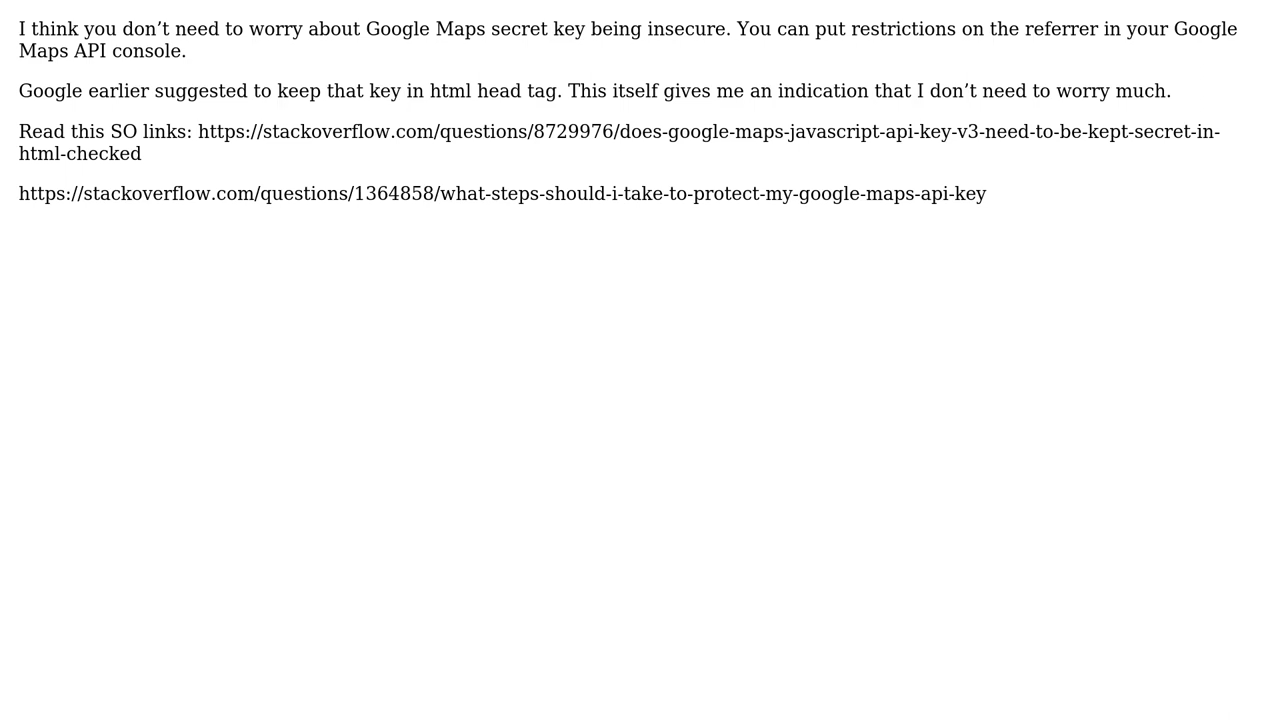 I think you don’t need to worry about Google Maps secret key being insecure. You can put restrictions on the referrer in your Google
Maps API console.
Google earlier suggested to keep that key in html head tag. This itself gives me an indication that I don’t need to worry much.
Read this SO links: https://stackoverflow.com/questions/8729976/does-google-maps-javascript-api-key-v3-need-to-be-kept-secret-in-
html-checked
https://stackoverflow.com/questions/1364858/what-steps-should-i-take-to-protect-my-google-maps-api-key